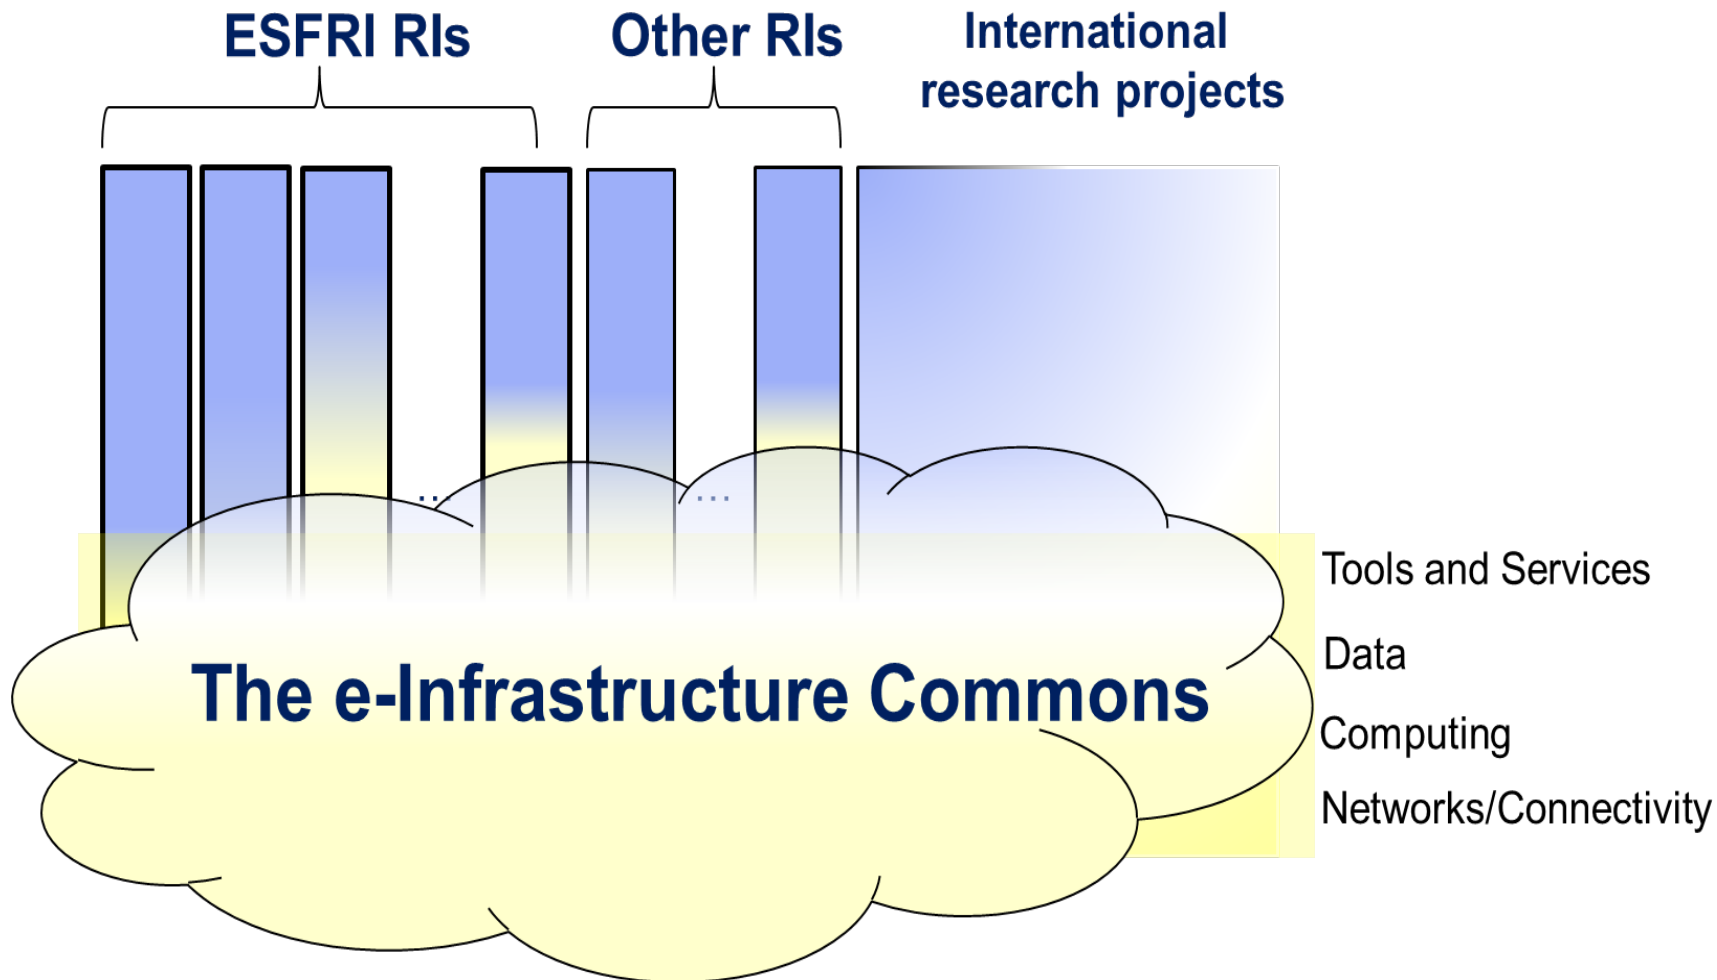 ESFRI RIs
Other RIs
International
research projects
...
...
Tools and Services
Data
The e-Infrastructure Commons
Computing
Networks/Connectivity